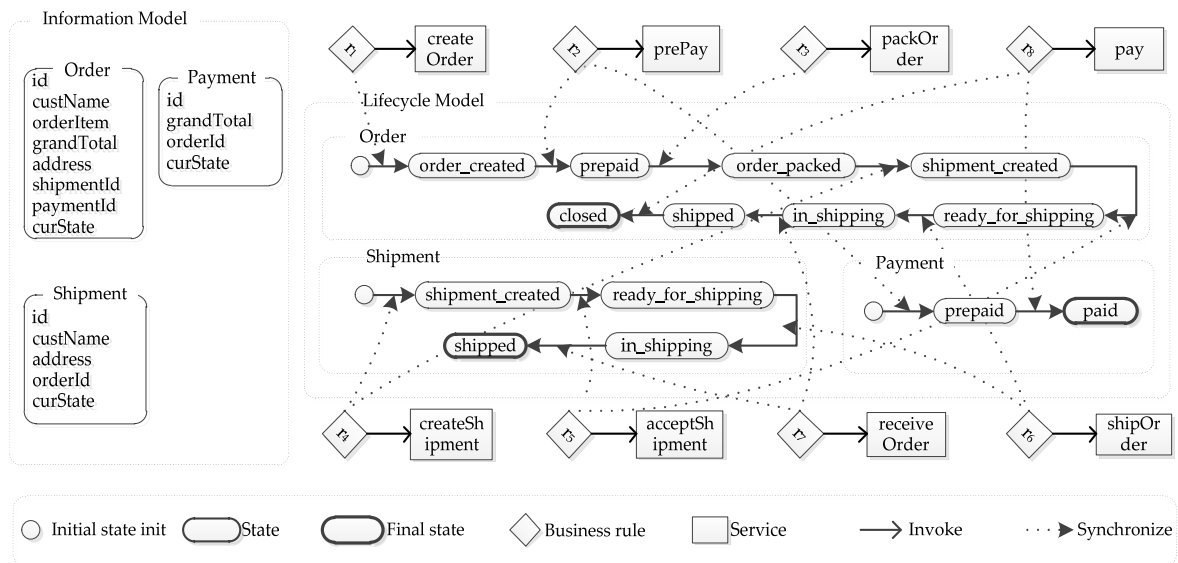 Information Model
Order
id
custName
orderItem
grandTotal
address
shipmentId
paymentId
curState
Payment
id
grandTotal
orderId
curState
Shipment
id
custName
address
orderId
curState
r1
create
Order
r2
prePay
r3
packOr
der
r8
pay
Lifecycle Model
Order
order_created
prepaid
order_packed
shipment_created
closed
shipped
in_shipping
ready_for_shipping
Shipment
shipment_created
ready_for_shipping
shipped
in_shipping
Payment
prepaid
paid
r4
createSh
ipment
r5
acceptSh
ipment
r7
receive
Order
r6
shipOr
der
Initial state init
State
Final state
Business rule
Service
Invoke
Synchronize